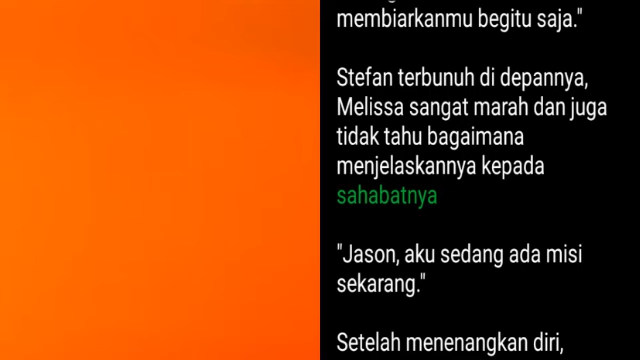 membiarkanmu begitu saja."
Stefan terbunuh di depannya,
Melissa sangat marah dan juga
tidak tahu bagaimana
menjelaskannya kepada
sahabatnya
"Jason, aku sedang ada misi
sekarang."
Setelah menenangkan diri,